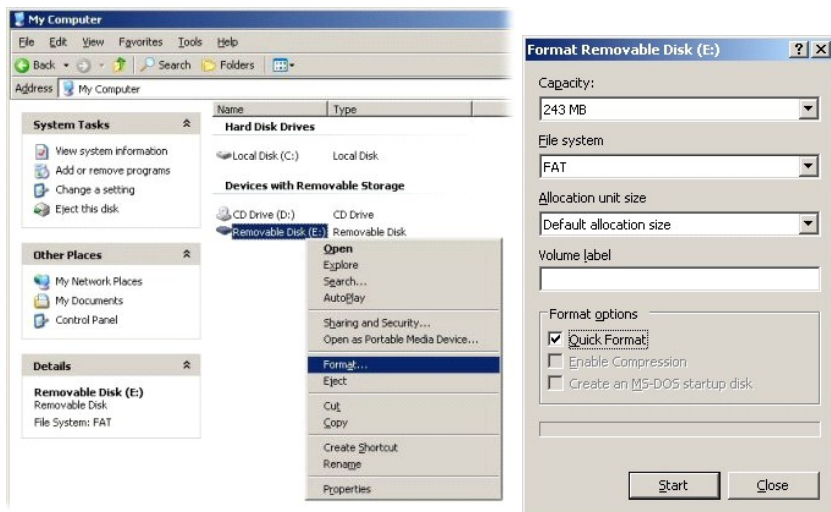 My Computer
File Edit View Favorites Tools Help
Back Search Folders
Address My Computer
System Tasks
View system information
Add or remove programs
Change a setting
Eject this disk
Other Places
My Network Places
My Documents
Control Panel
Details
Removable Disk (E:)
Removable Disk
File System: FAT
Name Type
Hard Disk Drives
Local Disk (C:) Local Disk
Devices with Removable Storage
CD Drive (D:) CD Drive
Removable Disk (E:) Removable Disk
Open
Explore
Search...
AutoPlay
Sharing and Security...
Open as Portable Media Device...
Format...
Eject
Cut
Copy
Create Shortcut
Rename
Properties
Format Removable Disk (E:)
Capacity:
243 MB
File system
FAT
Allocation unit size
Default allocation size
Volume label
Format options
Quick Format
Enable Compression
Create an MS-DOS startup disk
Start Close